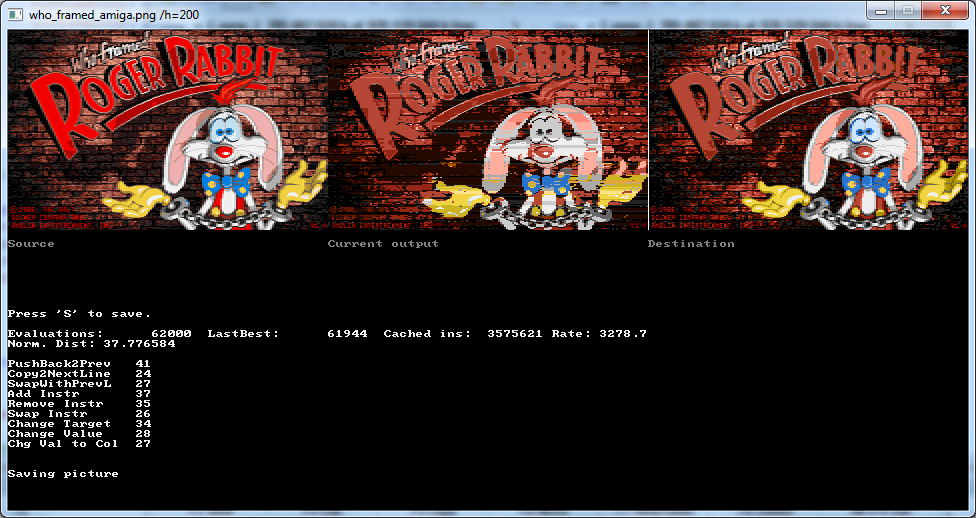 who_framed_amiga.png /h=200
who framed
ROGER RABBIT
who framed
ROGER RABBIT
who framed
ROGER RABBIT
Source Current output Destination
Press 'S' to save.
Evaluations: 62000 LastBest: 61944 Cached ins: 3575621 Rate: 3278.7
Norm. Dist: 37.776584
PushBack2Prev 41
Copy2NextLine 24
SwapWithPrevL 27
Add Instr 37
Remove Instr 35
Swap Instr 26
Change Target 34
Change Value 28
Chg Val to Col 27
Saving picture